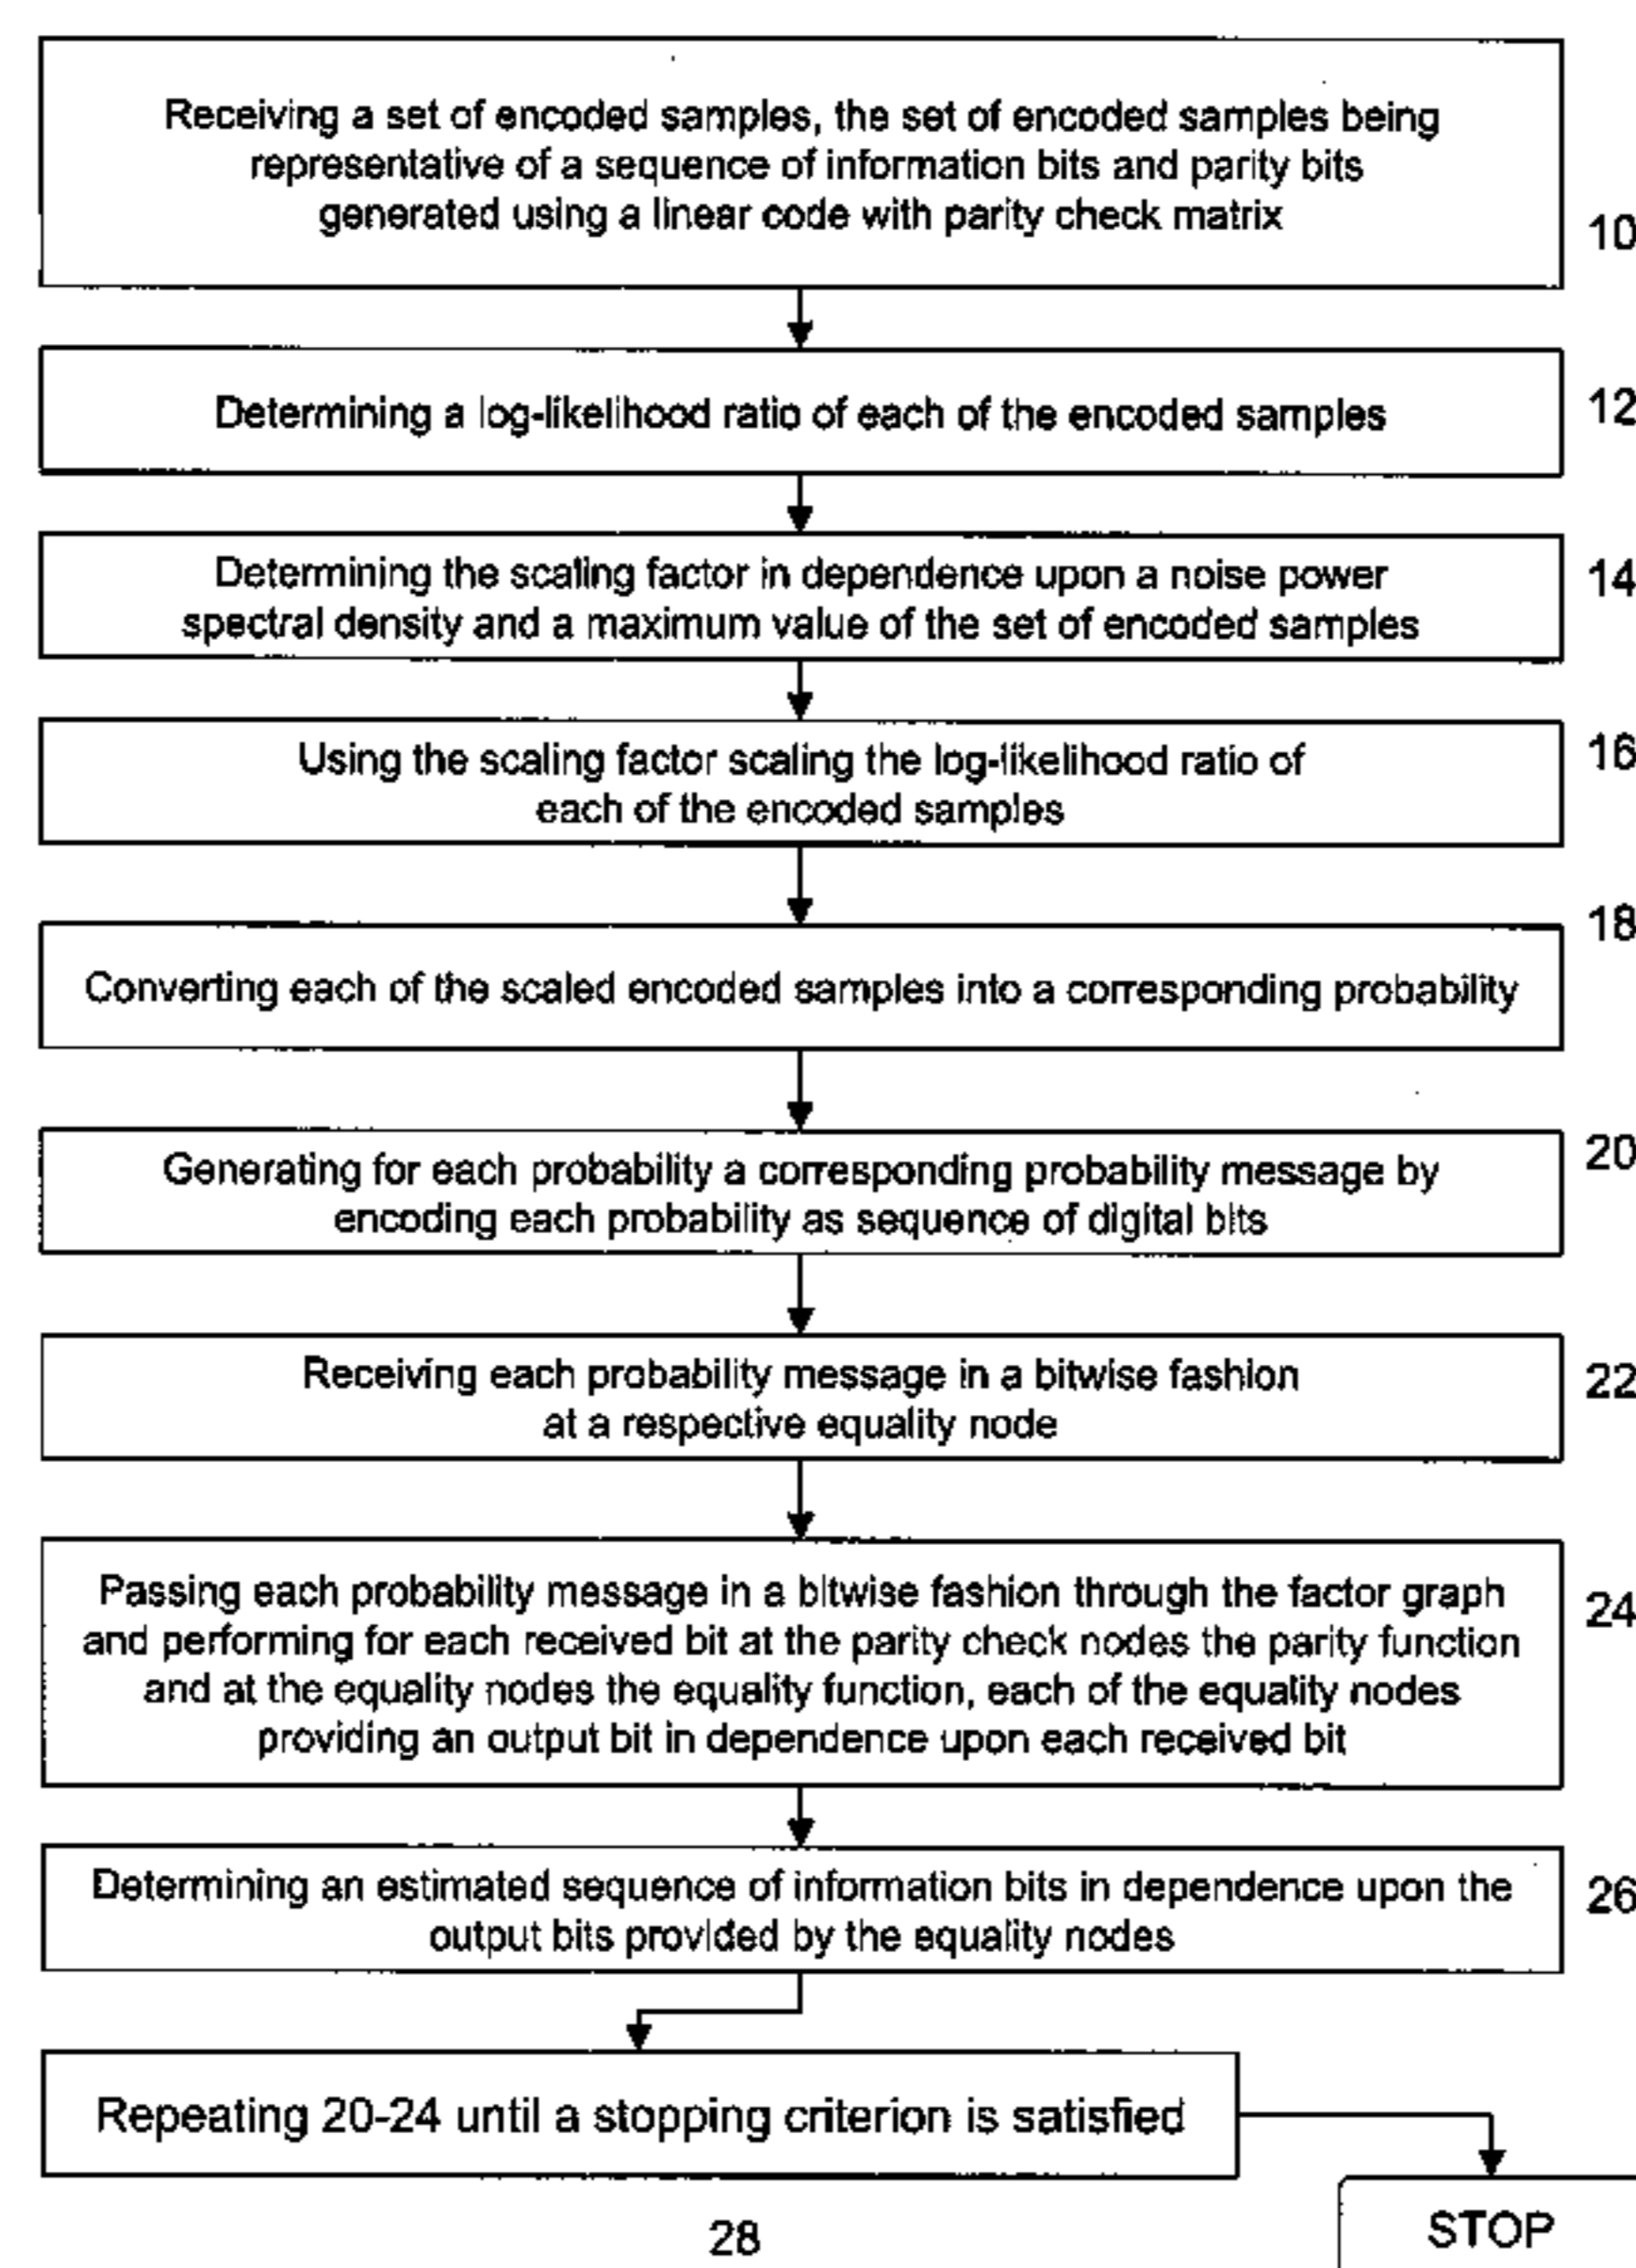 Receiving a set of encoded samples, the set of encoded samples being
representative of a sequence of information bits and parity bits
generated using a linear code with parity check matrix
10
Determining a log-likelihood ratio of each of the encoded samples
12
Determining the scaling factor in dependence upon a noise power
spectral density and a maximum value of the set of encoded samples
14
Using the scaling factor scaling the log-likelihood ratio of
each of the encoded samples
16
Converting each of the scaled encoded samples into a corresponding probability
18
Generating for each probability a corresponding probability message by
encoding each probability as sequence of digital bits
20
Receiving each probability message in a bitwise fashion
at a respective equality node
22
Passing each probability message in a bitwise fashion through the factor graph
and performing for each received bit at the parity check nodes the parity function
and at the equality nodes the equality function, each of the equality nodes
providing an output bit in dependence upon each received bit
24
Determining an estimated sequence of information bits in dependence upon the
output bits provided by the equality nodes
26
Repeating 20-24 until a stopping criterion is satisfied
28
STOP